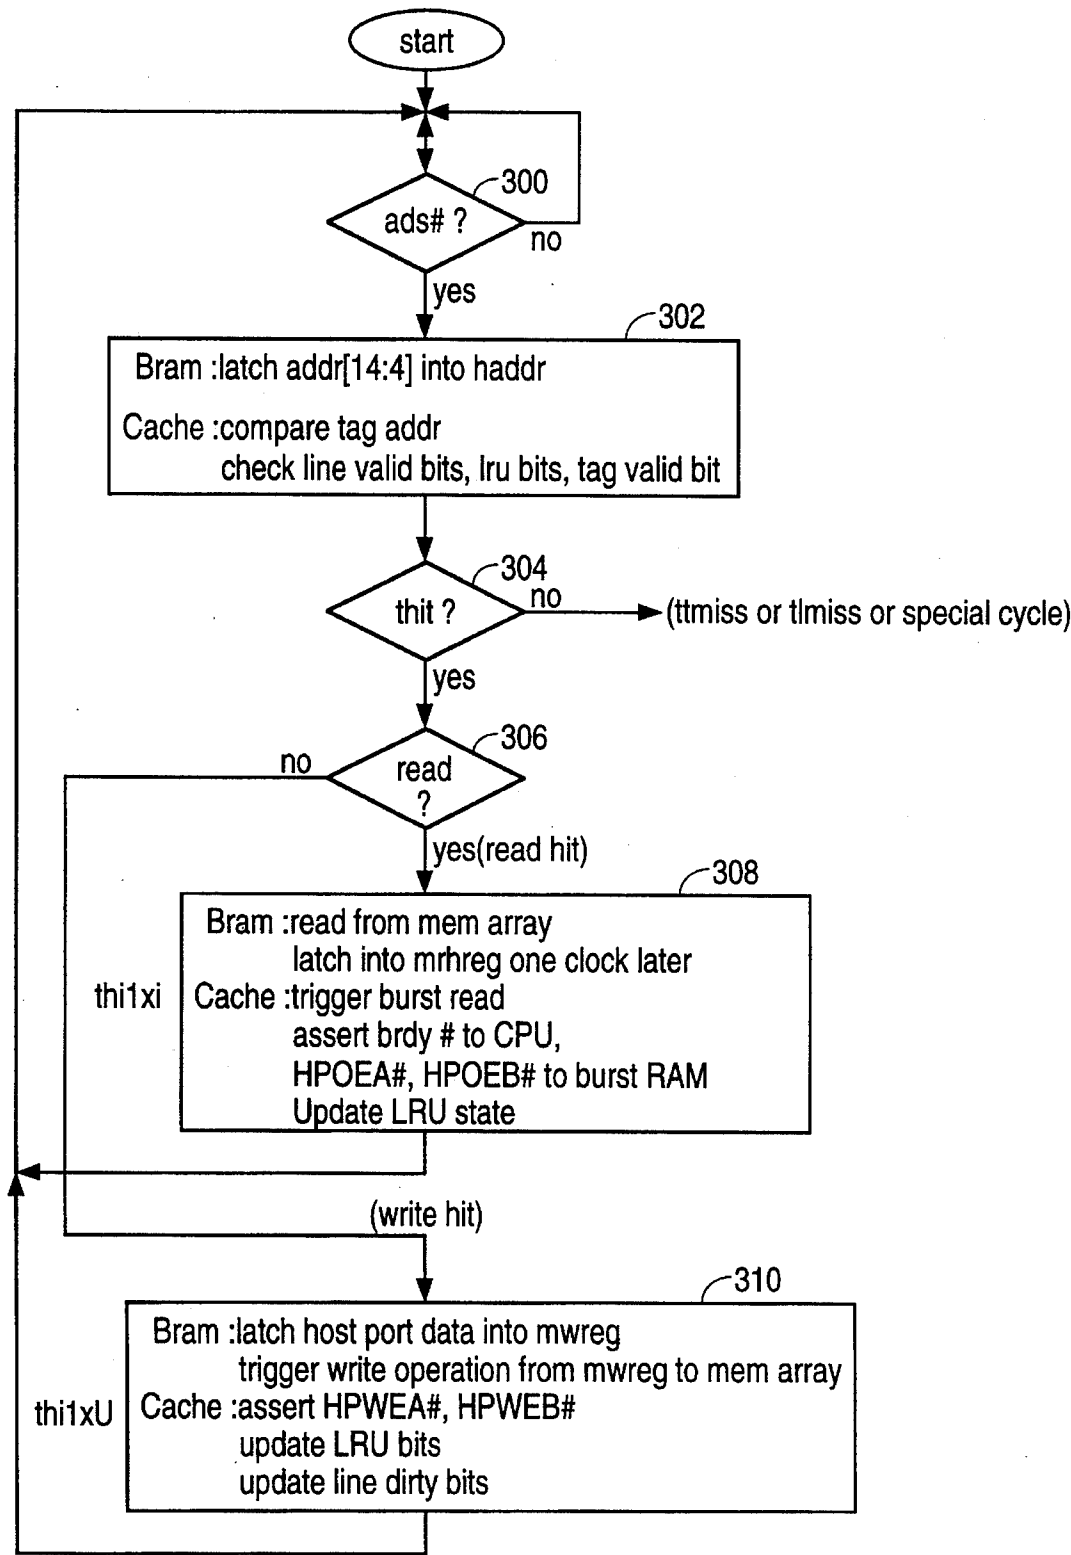 start
300
ads# ?
no
yes
302
Bram :latch addr[14:4] into haddr
Cache :compare tag addr
check line valid bits, lru bits, tag valid bit
304
thit ?
no
(ttmiss or tlmiss or special cycle)
yes
306
no
read
?
yes(read hit)
308
Bram :read from mem array
latch into mrhreg one clock later
thi1xi
Cache :trigger burst read
assert brdy # to CPU,
HPOEA#, HPOEB# to burst RAM
Update LRU state
(write hit)
310
Bram :latch host port data into mwreg
trigger write operation from mwreg to mem array
thi1xU
Cache :assert HPWEA#, HPWEB#
update LRU bits
update line dirty bits